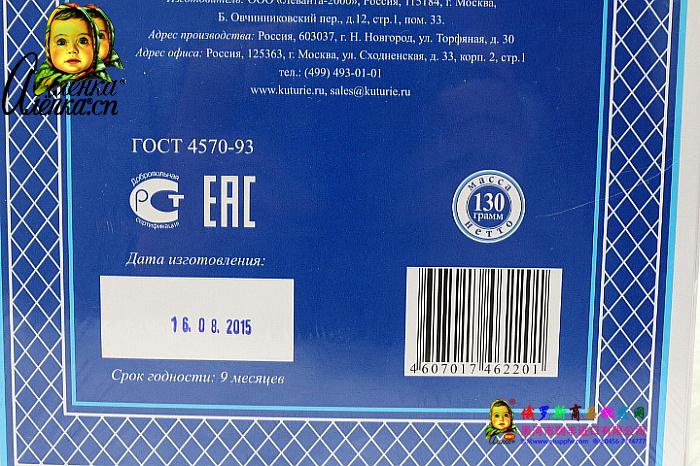 Изготовитель: ООО «Леванта-2000», Россия, 115184, г. Москва,
Б. Овчинниковский пер., д.12, стр.1, пом. 33.
Адрес производства: Россия, 603037, г. Н. Новгород, ул. Торфяная, д. 30
Адрес офиса: Россия, 125363, г. Москва, ул. Сходненская, д. 33, корп. 2, стр.1
тел.: (499) 493-01-01
www.kuturie.ru, sales@kuturie.ru
Алёнка.сп
ГОСТ 4570-93
Добровольная
РСТ
сертификация
ЕАС
масса
130
грамм
нетто
Дата изготовления:
16.08.2015
4607017462201
Срок годности: 9 месяцев